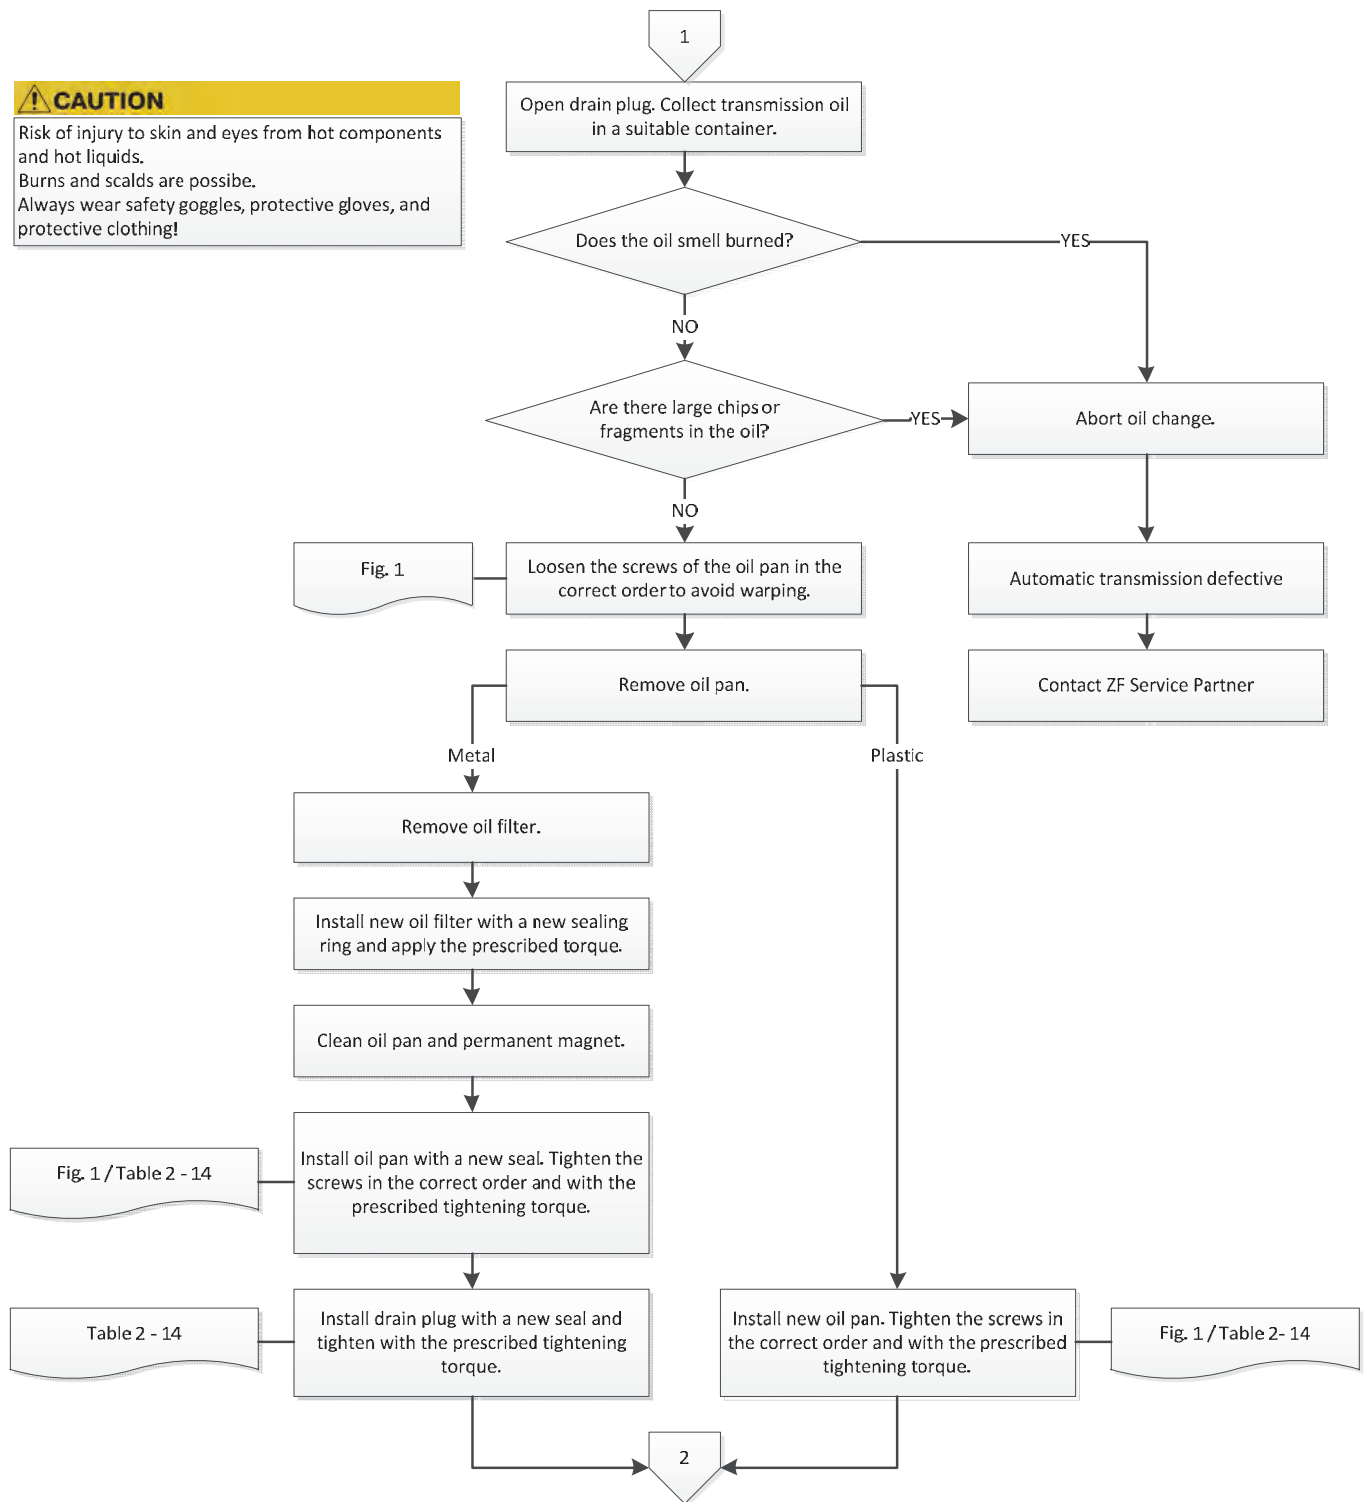 1
CAUTION
Risk of injury to skin and eyes from hot components
and hot liquids.
Burns and scalds are possibe.
Always wear safety goggles, protective gloves, and
protective clothing!
Open drain plug. Collect transmission oil
in a suitable container.
Does the oil smell burned?
YES
NO
Are there large chips or
fragments in the oil?
YES
Abort oil change.
NO
Fig. 1
Loosen the screws of the oil pan in the
correct order to avoid warping.
Automatic transmission defective
Remove oil pan.
Contact ZF Service Partner
Metal
Plastic
Remove oil filter.
Install new oil filter with a new sealing
ring and apply the prescribed torque.
Clean oil pan and permanent magnet.
Fig. 1 / Table 2 - 14
Install oil pan with a new seal. Tighten the
screws in the correct order and with the
prescribed tightening torque.
Table 2 - 14
Install drain plug with a new seal and
tighten with the prescribed tightening
torque.
Install new oil pan. Tighten the screws in
the correct order and with the prescribed
tightening torque.
Fig. 1 / Table 2- 14
2